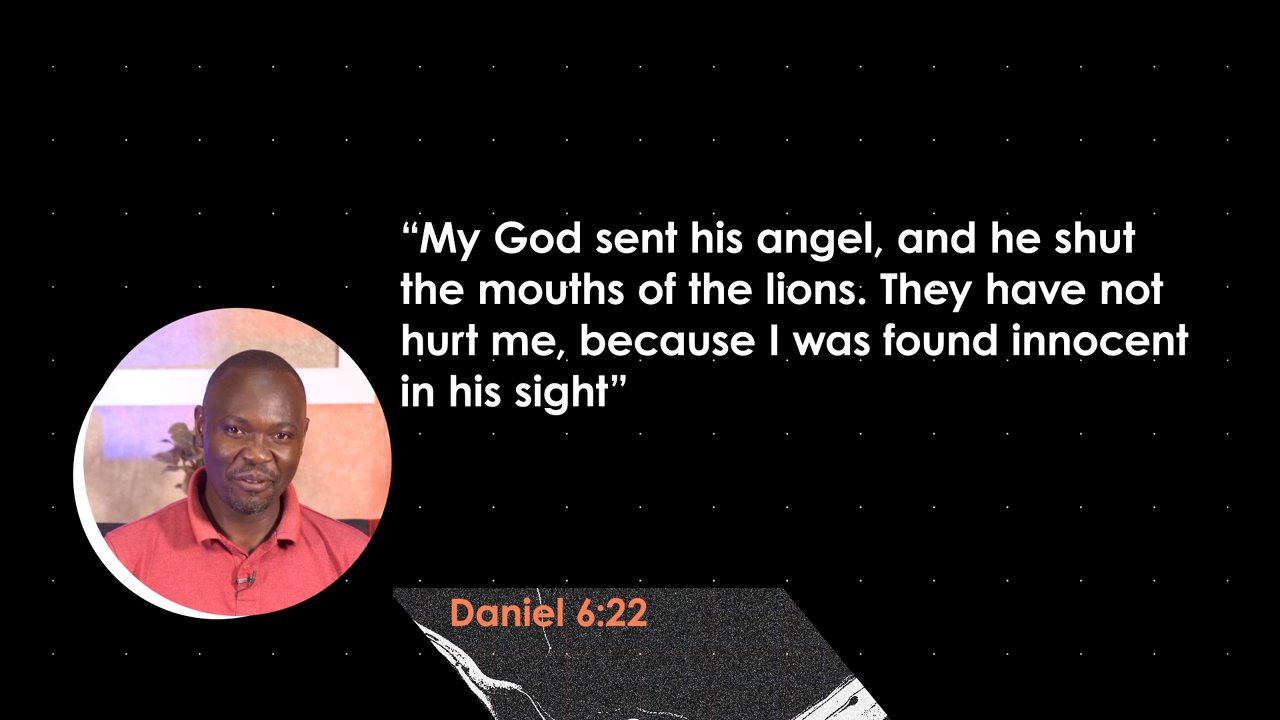 “My God sent his angel, and he shut
the mouths of the lions. They have not
hurt me, because I was found innocent
in his sight”
Daniel 6:22